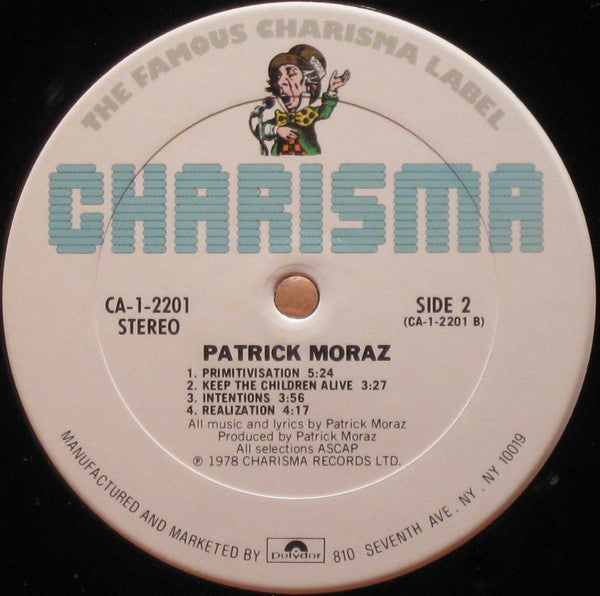 THE FAMOUS CHARISMA LABEL
CHARISMA
CA-1-2201
STEREO
SIDE 2
(CA-1-2201 B)
PATRICK MORAZ
1. PRIMITIVISATION 5:24
2. KEEP THE CHILDREN ALIVE 3:27
3. INTENTIONS 3:56
4. REALIZATION 4:17
All music and lyrics by Patrick Moraz
Produced by Patrick Moraz
All selections ASCAP
℗ 1978 CHARISMA RECORDS LTD.
MANUFACTURED AND MARKETED BY Polydor 810 SEVENTH AVE, NY, NY 10019